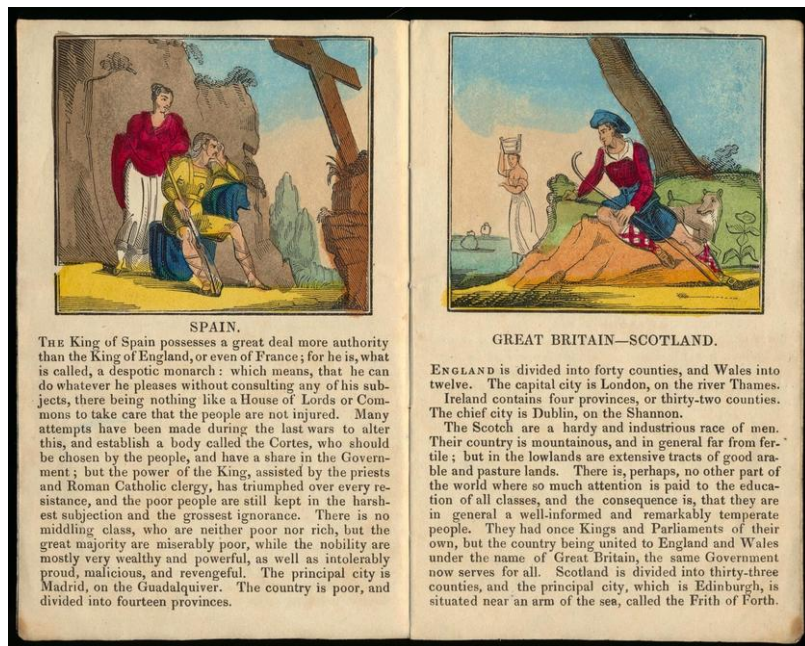 SPAIN.
THE King of Spain possesses a great deal more authority
than the King of England, or even of France; for he is, what
is called, a despotic monarch: which means, that he can
do whatever he pleases without consulting any of his sub-
jects, there being nothing like a House of Lords or Com-
mons to take care that the people are not injured. Many
attempts have been made during the last wars to alter
this, and establish a body called the Cortes, who should
be chosen by the people, and have a share in the Govern-
ment; but the power of the King, assisted by the priests
and Roman Catholic clergy, has triumphed over every re-
sistance, and the poor people are still kept in the harsh-
est subjection and the grossest ignorance. There is no
middling class, who are neither poor nor rich, but the
great majority are miserably poor, while the nobility are
mostly very wealthy and powerful, as well as intolerably
proud, malicious, and revengeful. The principal city is
Madrid, on the Guadalquiver. The country is poor, and
divided into fourteen provinces.
GREAT BRITAIN—SCOTLAND.
ENGLAND is divided into forty counties, and Wales into
twelve. The capital city is London, on the river Thames.
Ireland contains four provinces, or thirty-two counties.
The chief city is Dublin, on the Shannon.
The Scotch are a hardy and industrious race of men.
Their country is mountainous, and in general far from fer-
tile; but in the lowlands are extensive tracts of good ara-
ble and pasture lands. There is, perhaps, no other part of
the world where so much attention is paid to the educa-
tion of all classes, and the consequence is, that they are
in general a well-informed and remarkably temperate
people. They had once Kings and Parliaments of their
own, but the country being united to England and Wales
under the name of Great Britain, the same Government
now serves for all. Scotland is divided into thirty-three
counties, and the principal city, which is Edinburgh, is
situated near an arm of the sea, called the Frith of Forth.